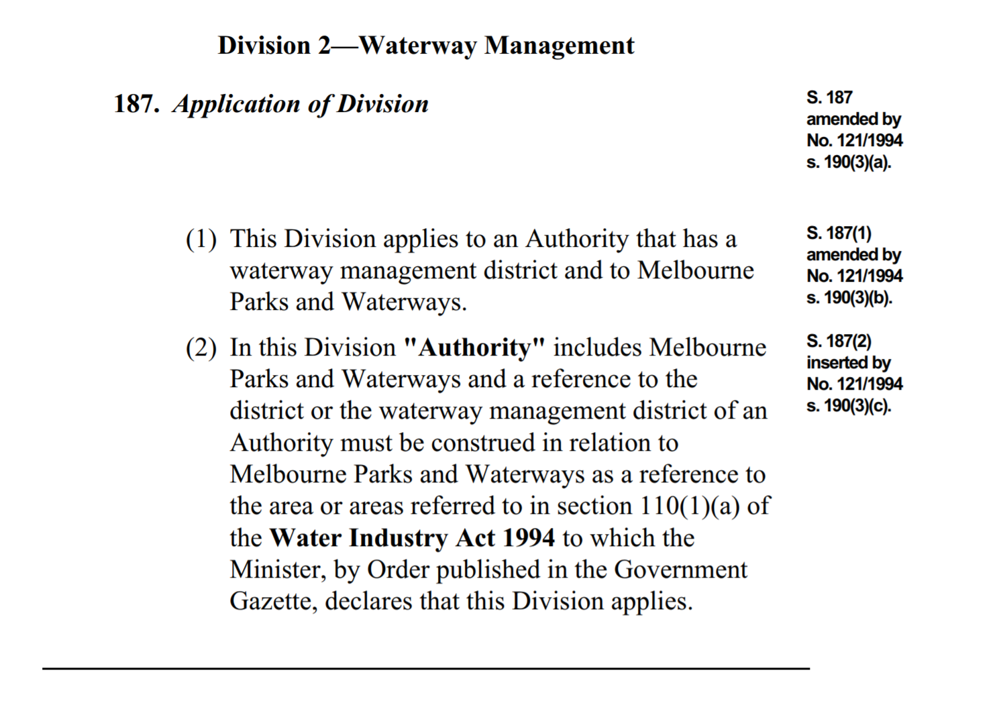 Division 2—Waterway Management
187. Application of Division
S. 187
amended by
No. 121/1994
s. 190(3)(a).
(1) This Division applies to an Authority that has a
waterway management district and to Melbourne
Parks and Waterways.
S. 187(1)
amended by
No. 121/1994
s. 190(3)(b).
(2) In this Division "Authority" includes Melbourne
Parks and Waterways and a reference to the
district or the waterway management district of an
Authority must be construed in relation to
Melbourne Parks and Waterways as a reference to
the area or areas referred to in section 110(1)(a) of
the Water Industry Act 1994 to which the
Minister, by Order published in the Government
Gazette, declares that this Division applies.
S. 187(2)
inserted by
No. 121/1994
s. 190(3)(c).